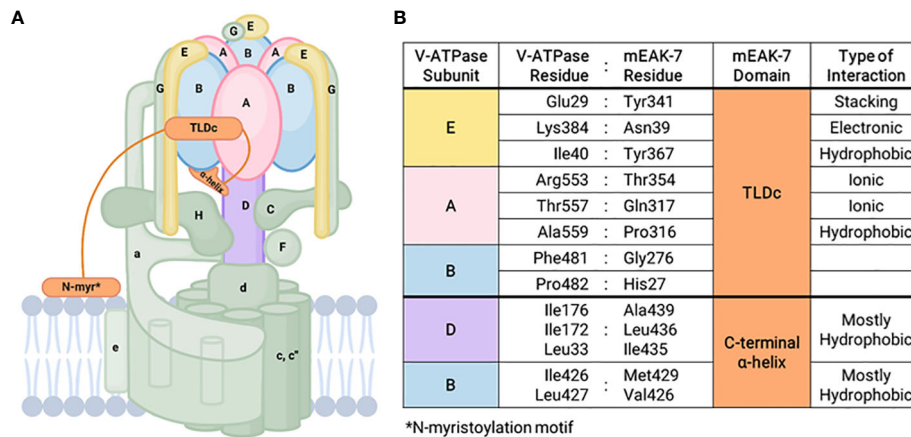 A
E
G
B
E
A
A
E
G
B
B
G
A
TLDc
α-helix
D
H
C
F
a
N-myr*
d
e
c, c"
B
V-ATPase Subunit | V-ATPase Residue : mEAK-7 Residue | mEAK-7 Domain | Type of Interaction
E | Glu29 : Tyr341 | TLDc | Stacking
Lys384 : Asn39 | Electronic
Ile40 : Tyr367 | Hydrophobic
A | Arg553 : Thr354 | Ionic
Thr557 : Gln317 | Ionic
Ala559 : Pro316 | Hydrophobic
B | Phe481 : Gly276
Pro482 : His27
D | Ile176 Ala439 | C-terminal α-helix | Mostly Hydrophobic
Ile172 : Leu436
Leu33 Ile435
B | Ile426 : Met429 | Mostly Hydrophobic
Leu427 Val426
*N-myristoylation motif